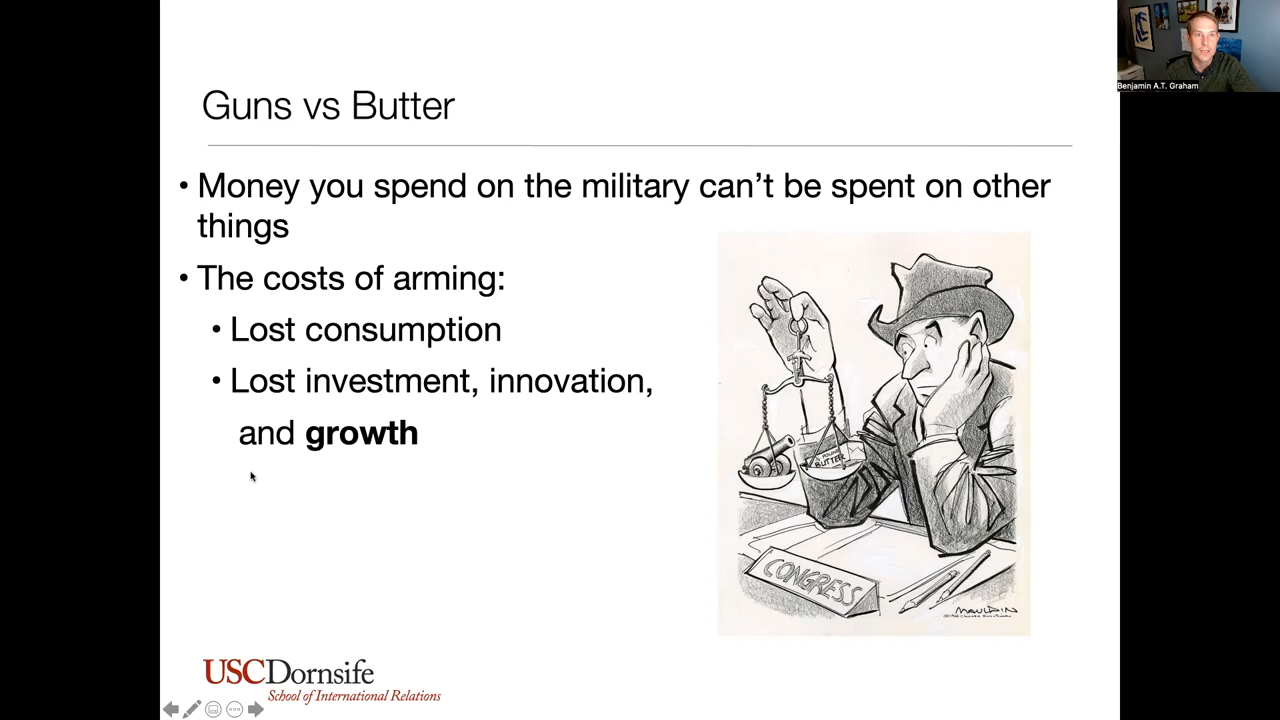 Benjamin A.T. Graham
Guns vs Butter
• Money you spend on the military can’t be spent on other
things
• The costs of arming:
• Lost consumption
• Lost investment, innovation,
and growth
BUTTER
CONGRESS
MAULDIN
USCDornsife
School of International Relations